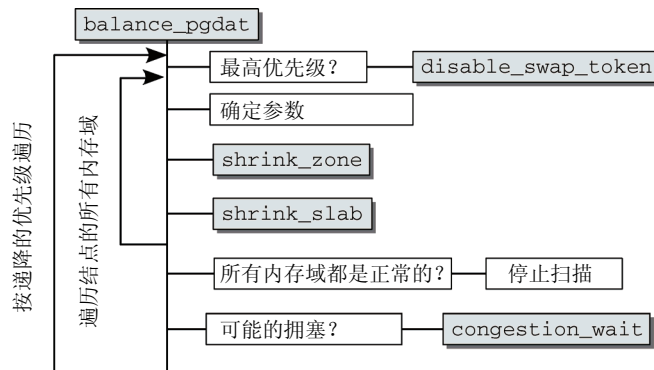 balance_pgdat
最高优先级？
disable_swap_token
确定参数
shrink_zone
shrink_slab
所有内存域都是正常的？
停止扫描
可能的拥塞？
congestion_wait
按递降的优先级遍历
遍历结点的所有内存域